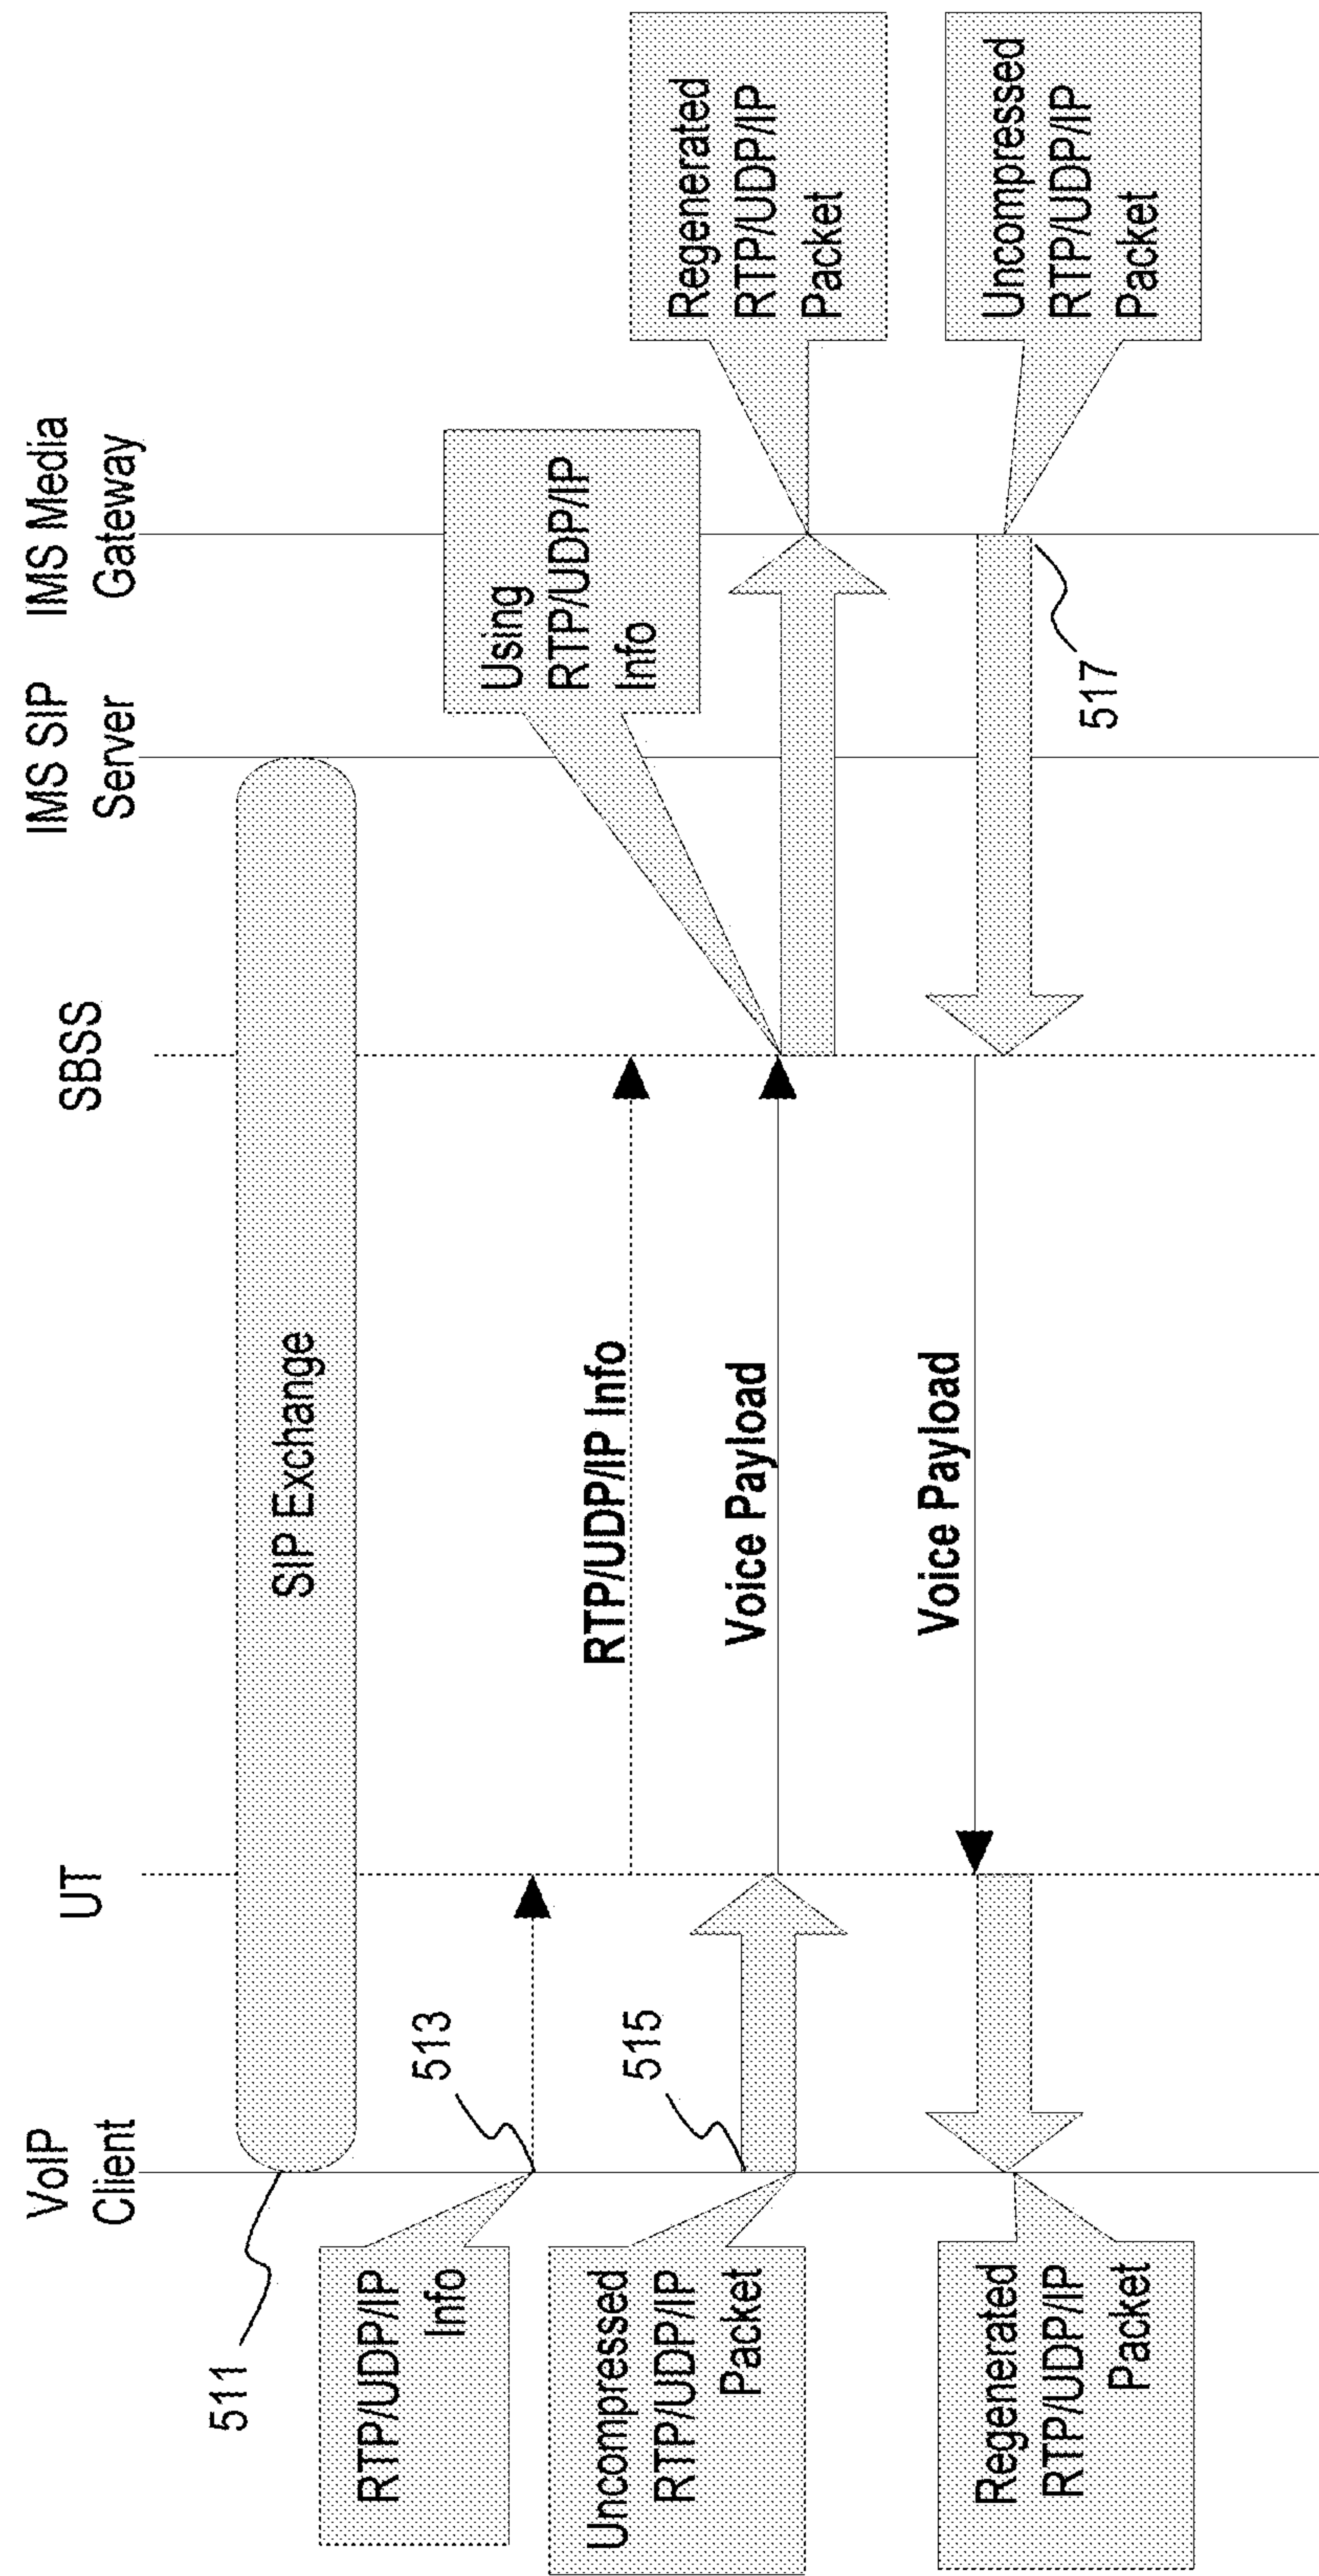 VoIP
Client
UT
SBSS
IMS SIP
Server
IMS Media
Gateway
511
SIP Exchange
RTP/UDP/IP
Info
513
RTP/UDP/IP Info
Using
RTP/UDP/IP
Info
Uncompressed
RTP/UDP/IP
Packet
515
Voice Payload
Regenerated
RTP/UDP/IP
Packet
Regenerated
RTP/UDP/IP
Packet
Voice Payload
517
Uncompressed
RTP/UDP/IP
Packet